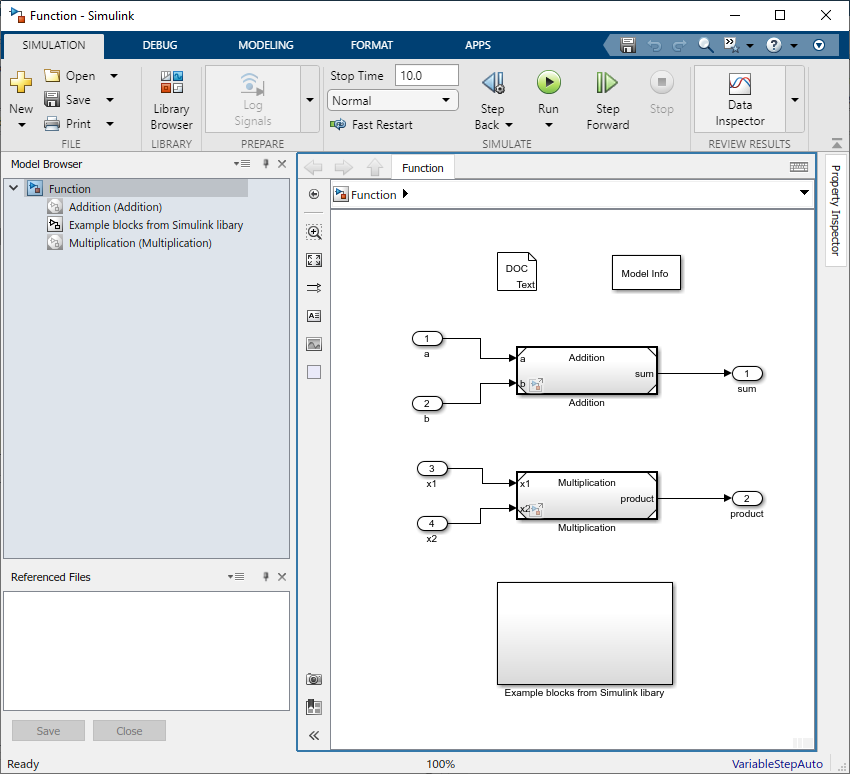 Function - Simulink
SIMULATION DEBUG MODELING FORMAT APPS
New
Open
Save
Print
FILE
Library
Browser
LIBRARY
Log
Signals
PREPARE
Stop Time 10.0
Normal
Fast Restart
Step
Back
Run
Step
Forward
Stop
SIMULATE
Data
Inspector
REVIEW RESULTS
Model Browser
Function
Addition (Addition)
Example blocks from Simulink libary
Multiplication (Multiplication)
Referenced Files
Save Close
Function
Function
Property Inspector
DOC
Text
Model Info
1
a
2
b
Addition
a
b
sum
Addition
1
sum
3
x1
4
x2
Multiplication
x1
x2
product
Multiplication
2
product
Example blocks from Simulink libary
Ready 100% VariableStepAuto